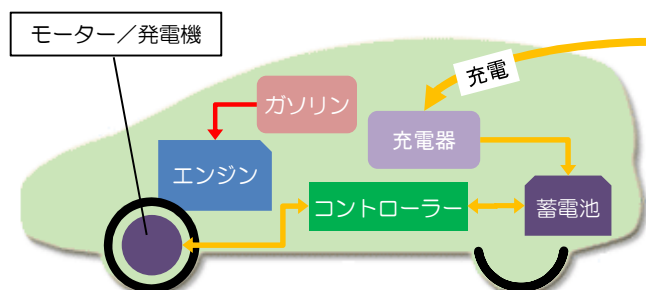 モーター／発電機
充電
ガソリン
充電器
エンジン
コントローラー
蓄電池